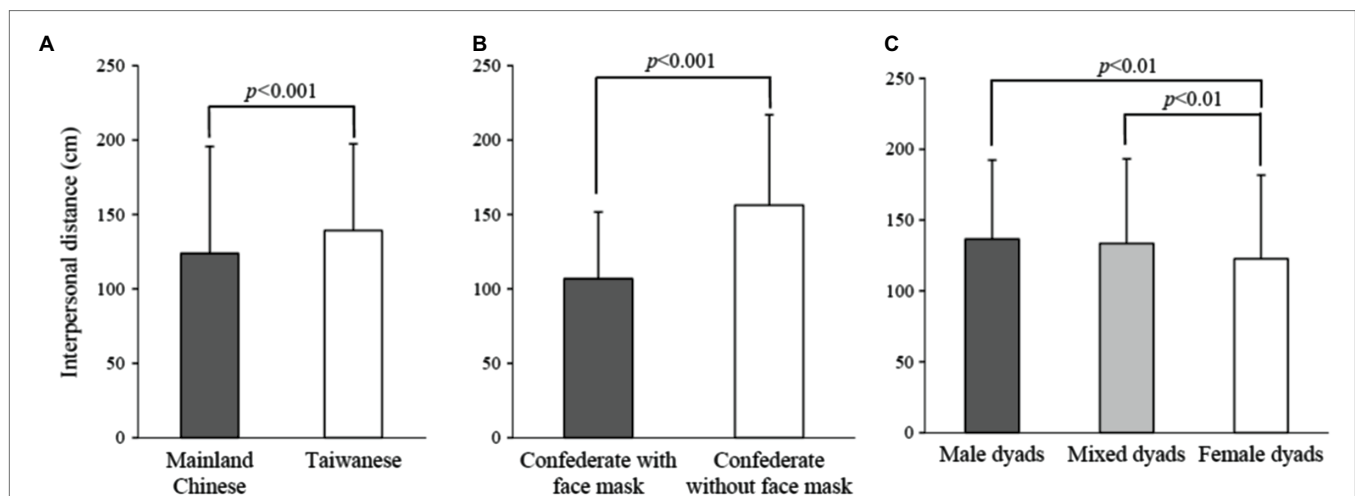 A
B
C
Interpersonal distance (cm)
250
200
150
100
50
0
p<0.001
Mainland
Chinese
Taiwanese
250
200
150
100
50
0
p<0.001
Confederate with
face mask
Confederate
without face mask
250
200
150
100
50
0
p<0.01
p<0.01
Male dyads
Mixed dyads
Female dyads